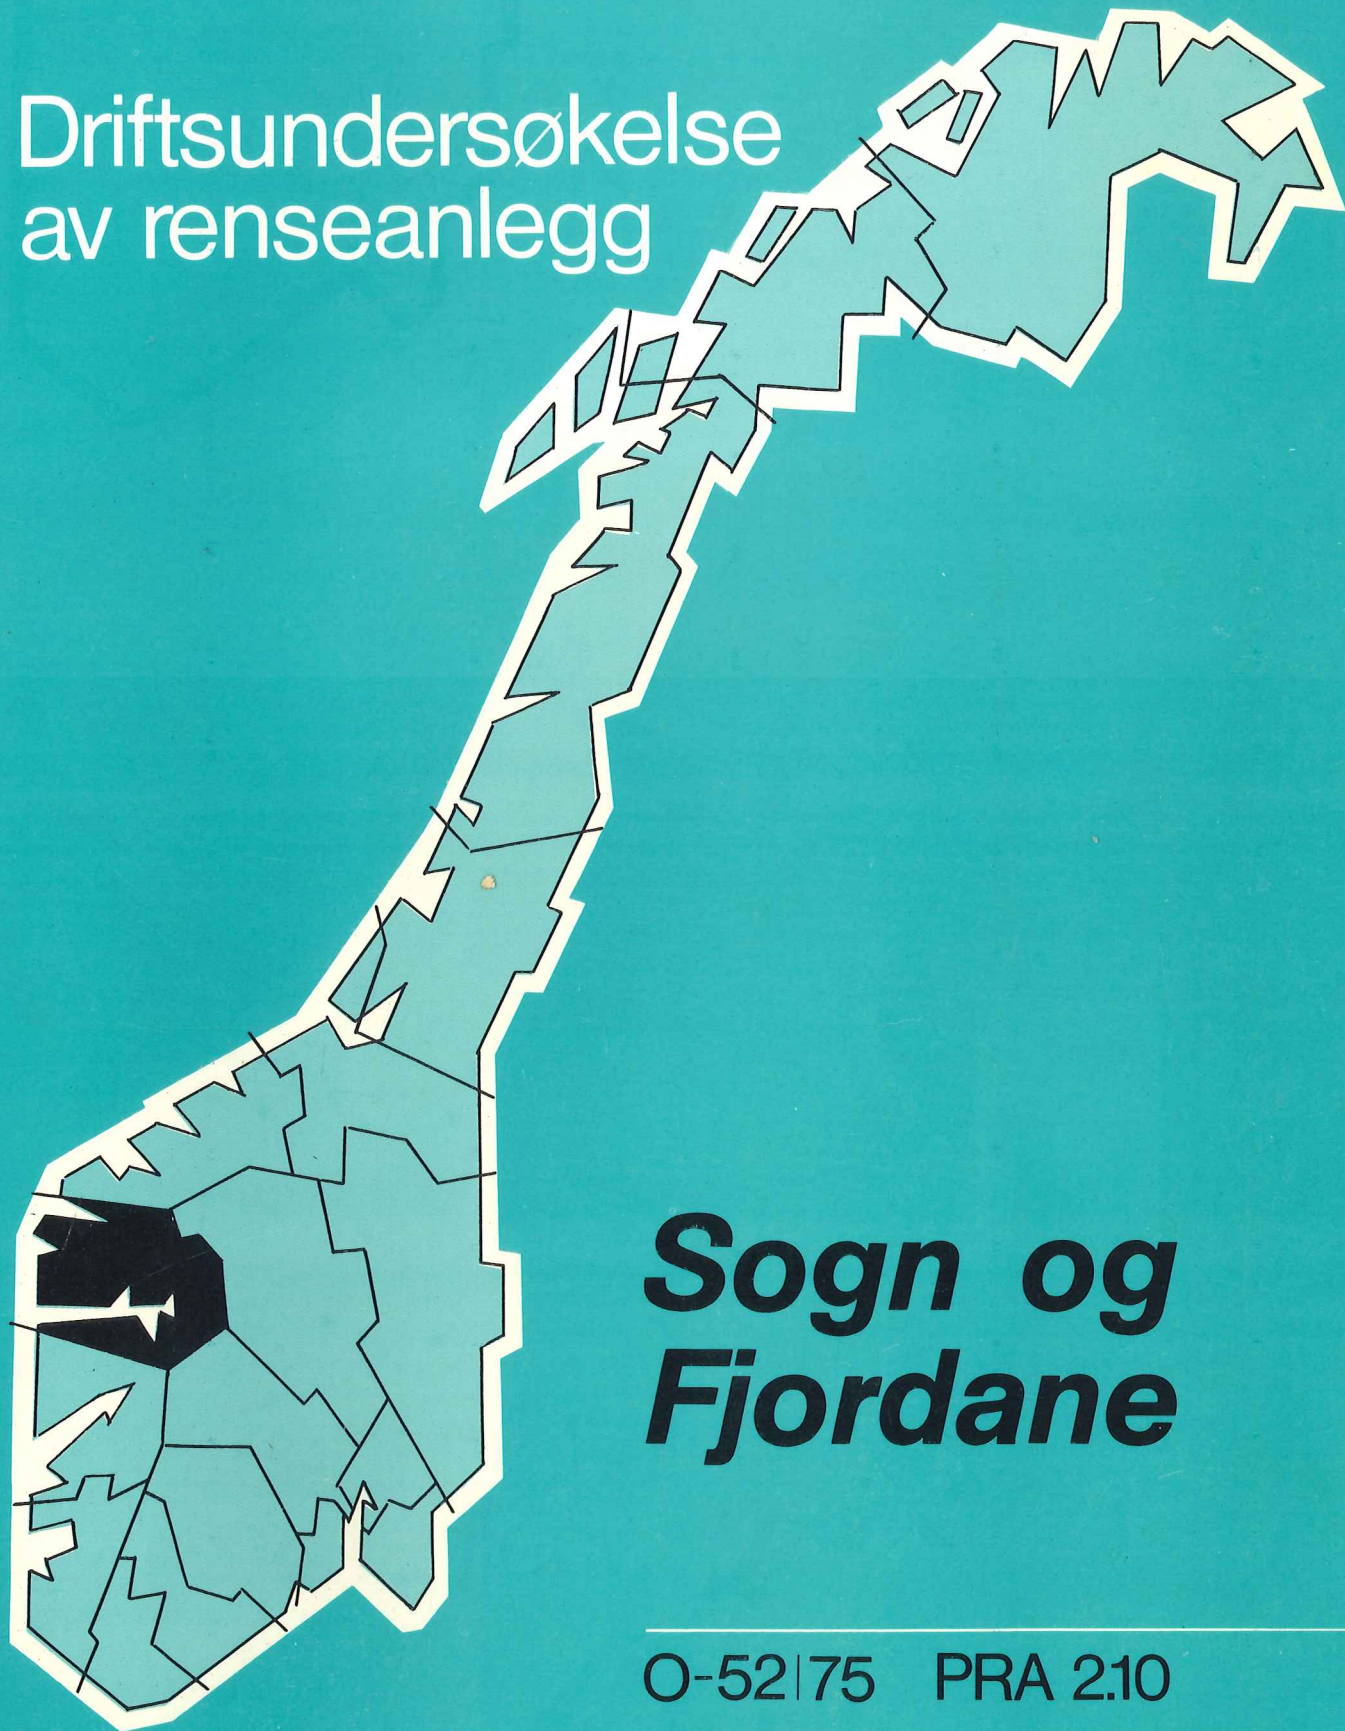 Driftsundersøkelse
av renseanlegg
Sogn og
Fjordane
O-52|75 PRA 2.10